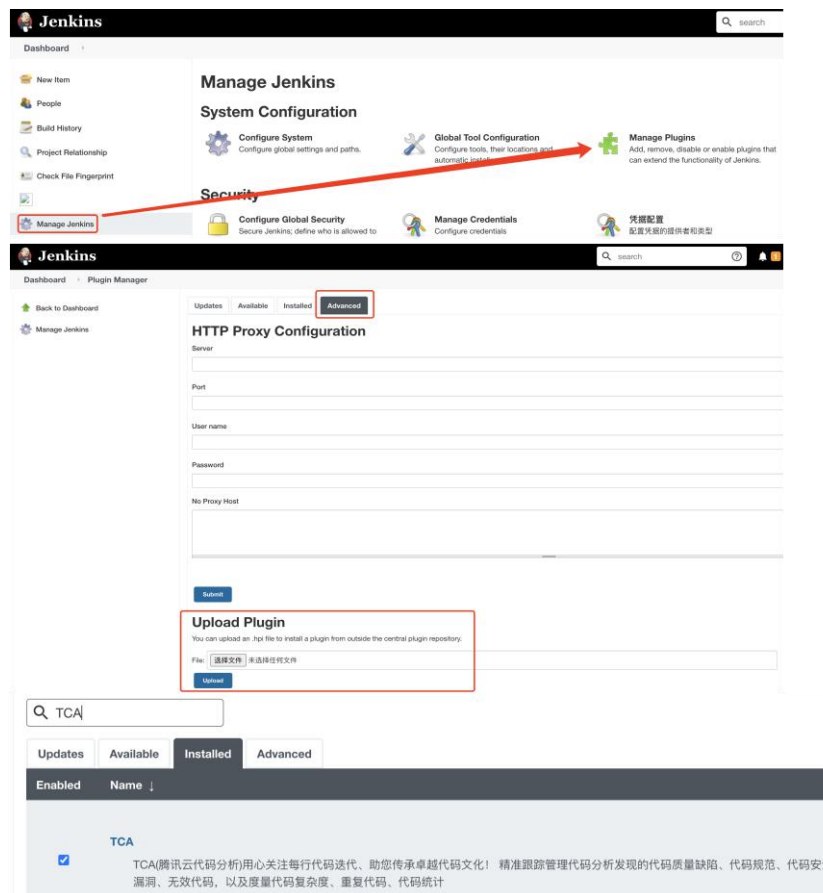 Jenkins
search
Dashboard
New Item
People
Build History
Project Relationship
Check File Fingerprint
Manage Jenkins
Manage Jenkins
System Configuration
Configure System
Configure global settings and paths.
Global Tool Configuration
Configure tools, their locations and
automatic
Manage Plugins
Add, remove, disable or enable plugins that
can extend the functionality of Jenkins.
Security
Configure Global Security
Secure Jenkins; define who is allowed to
Manage Credentials
Configure credentials
凭据配置
配置凭据的提供者和类型
Jenkins
search
Dashboard Plugin Manager
Back to Dashboard
Manage Jenkins
Updates Available Installed Advanced
HTTP Proxy Configuration
Server
Port
User name
Password
No Proxy Host
Submit
Upload Plugin
You can upload an .hpi file to install a plugin from outside the central plugin repository.
File: 选择文件 未选择任何文件
Upload
TCA
Updates Available Installed Advanced
Enabled Name ↓
TCA
TCA(腾讯云代码分析)用心关注每行代码迭代、助您传承卓越代码文化! 精准跟踪管理代码分析发现的代码质量缺陷、代码规范、代码安
漏洞、无效代码，以及度量代码复杂度、重复代码、代码统计